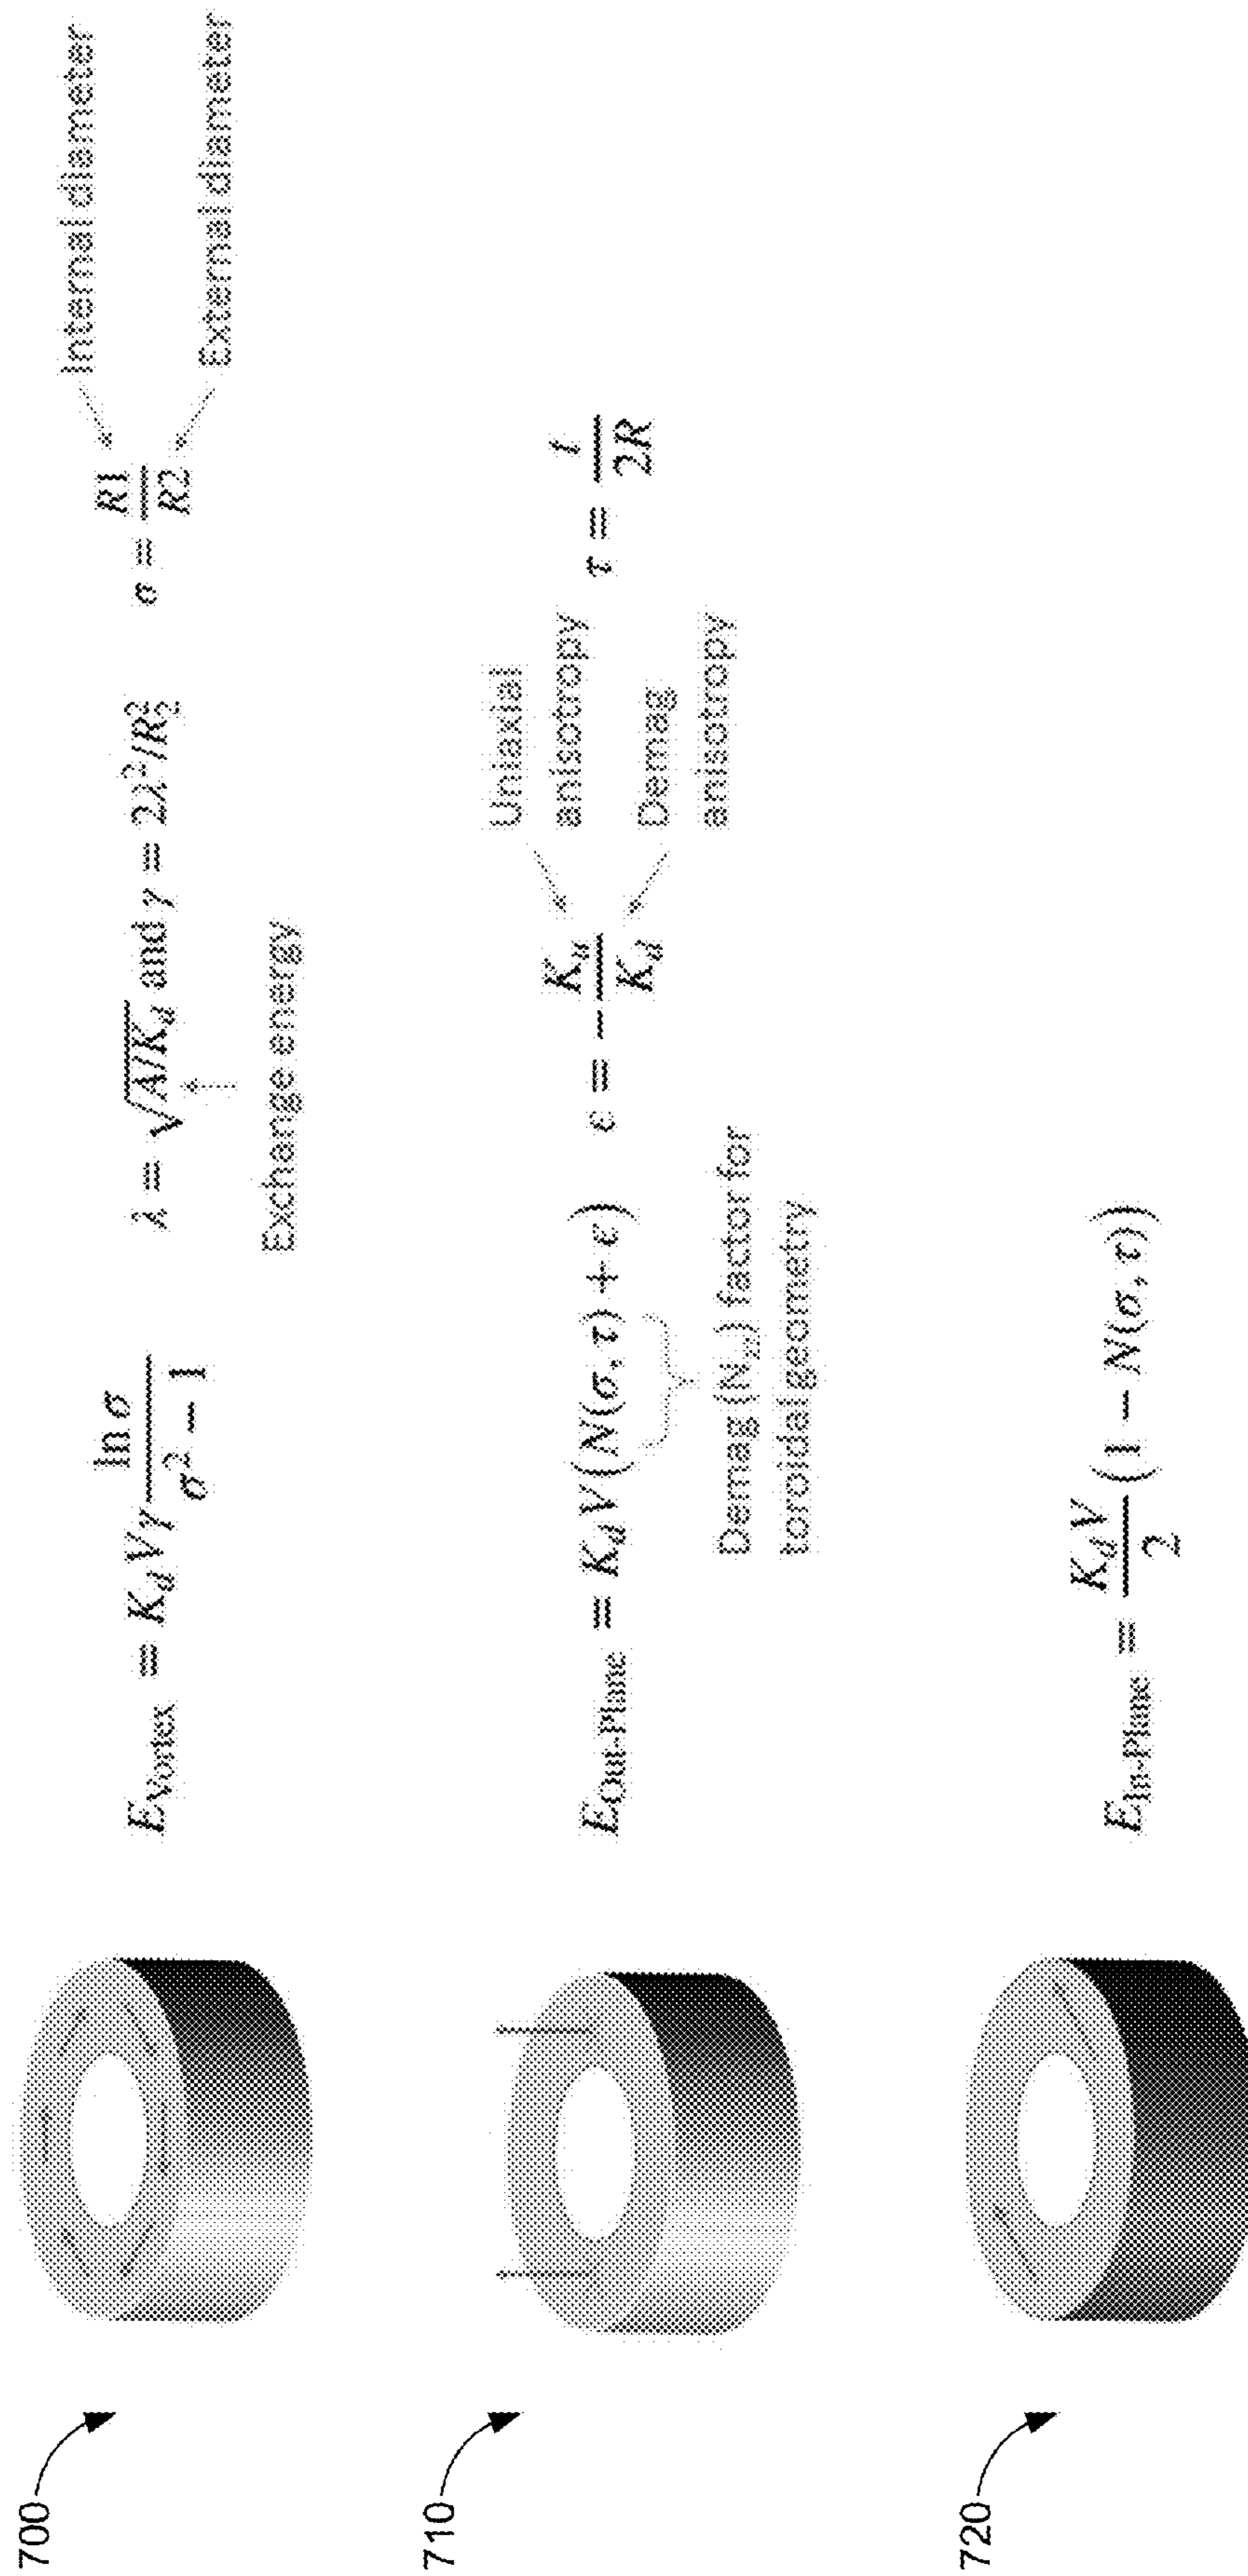 700
E_Vortex = K_d V γ ln σ / (σ² − 1)
λ = √(A/K_d) and γ = 2λ²/R₂²
Exchange energy
σ = R1 / R2
Internal diameter
External diameter
710
E_Out-Plane = K_d V (N(σ, τ) + ε)
Demag factor for
toroidal geometry
ε = − K_u / K_d
Uniaxial
anisotropy
Demag
anisotropy
τ = t / 2R
720
E_In-Plane = K_d V / 2 (1 − N(σ, τ))